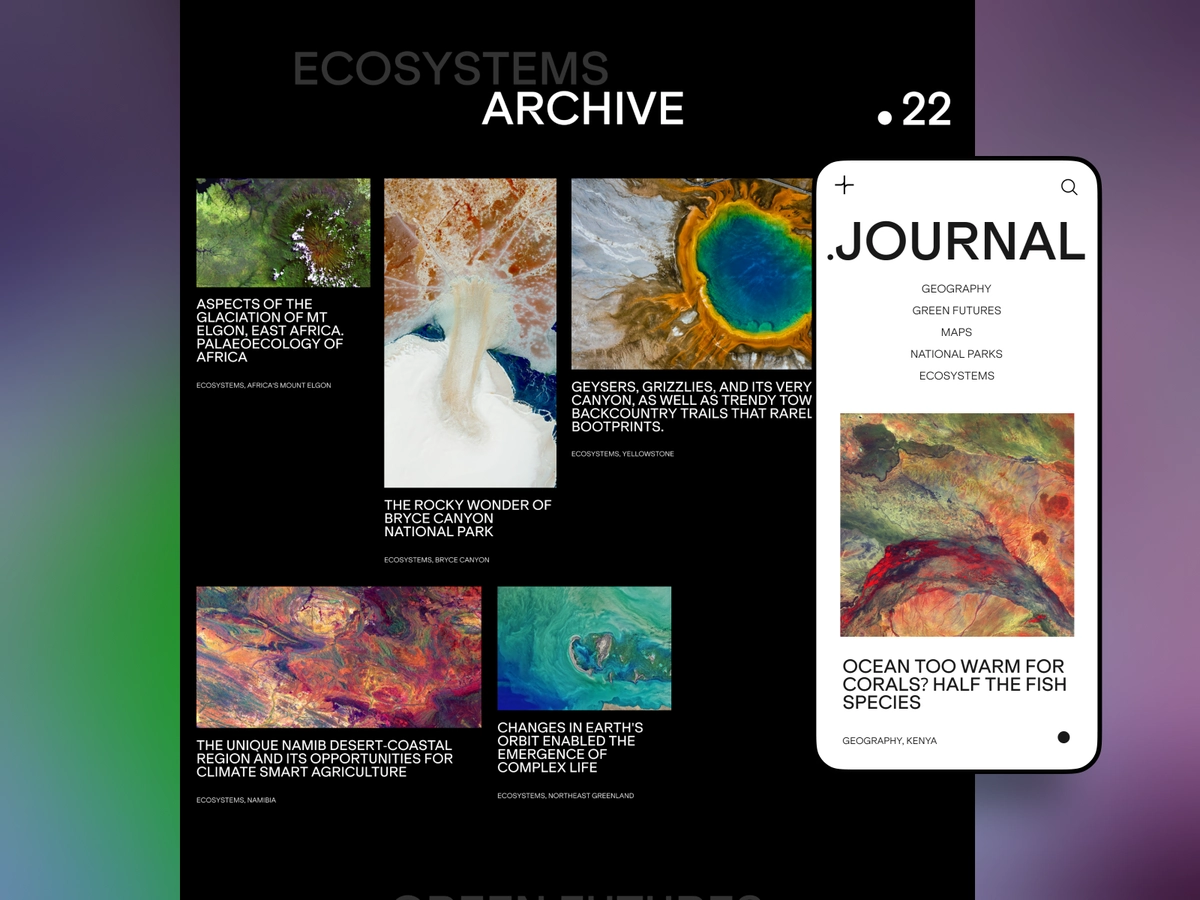 ECOSYSTEMS
ARCHIVE
.22
ASPECTS OF THE
GLACIATION OF MT
ELGON, EAST AFRICA.
PALAEOECOLOGY OF
AFRICA
ECOSYSTEMS, AFRICA'S MOUNT ELGON
THE ROCKY WONDER OF
BRYCE CANYON
NATIONAL PARK
ECOSYSTEMS, BRYCE CANYON
GEYSERS, GRIZZLIES, AND ITS VERY
CANYON, AS WELL AS TRENDY TOW
BACKCOUNTRY TRAILS THAT RAREL
BOOTPRINTS.
ECOSYSTEMS, YELLOWSTONE
THE UNIQUE NAMIB DESERT-COASTAL
REGION AND ITS OPPORTUNITIES FOR
CLIMATE SMART AGRICULTURE
ECOSYSTEMS, NAMIBIA
CHANGES IN EARTH'S
ORBIT ENABLED THE
EMERGENCE OF
COMPLEX LIFE
ECOSYSTEMS, NORTHEAST GREENLAND
GREEN FUTURES
.JOURNAL
GEOGRAPHY
GREEN FUTURES
MAPS
NATIONAL PARKS
ECOSYSTEMS
OCEAN TOO WARM FOR
CORALS? HALF THE FISH
SPECIES
GEOGRAPHY, KENYA